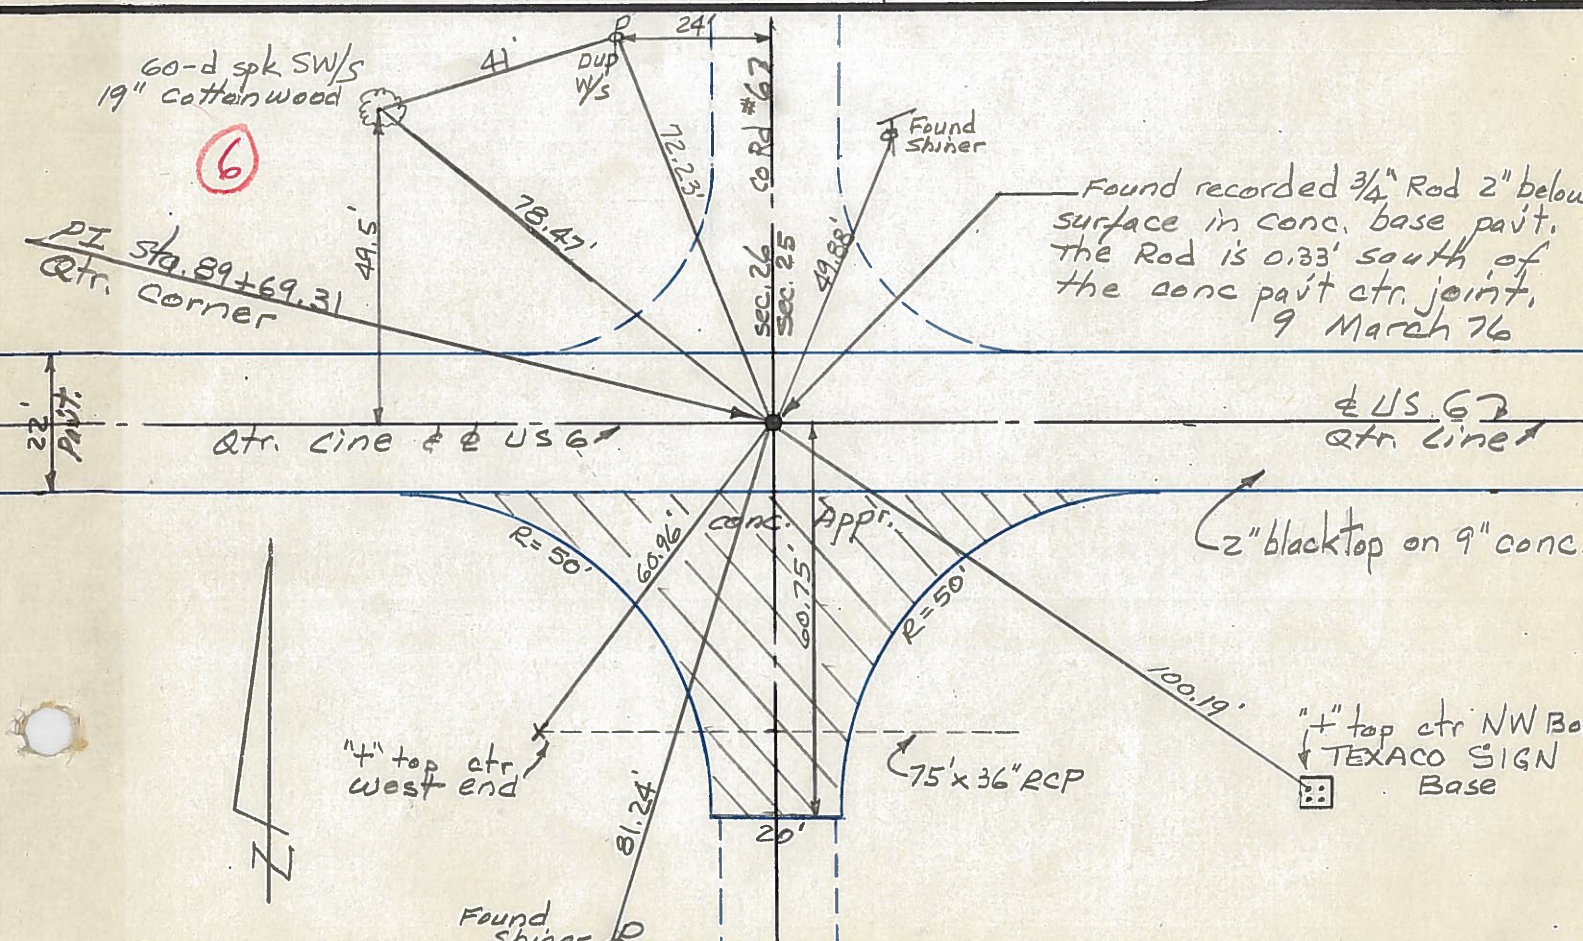 60-d spk SW/s
19" cottonwood
6
41'
P
Dup
W/s
24'
72.23'
Co Rd #67
Found
Shiner
Found recorded 3/4" Rod 2" below
surface in conc. base pav't.
The Rod is 0.33' south of
the conc pav't ctr. joint.
9 March 76
PI Sta. 89+69.31
Qtr. Corner
49.5'
78.47'
sec. 26
sec. 25
49.88'
22'
Pav't.
Qtr. Line & ℄ US 6
℄ US 6
Qtr. Line
2" blacktop on 9" conc.
conc. Appr.
R=50'
60.96'
60.75'
R=50'
100.19'
"+" top ctr
west end
75' x 36" RCP
"+" top ctr NW Bo
TEXACO SIGN
Base
81.24'
20'
N
Found
Shiner
P